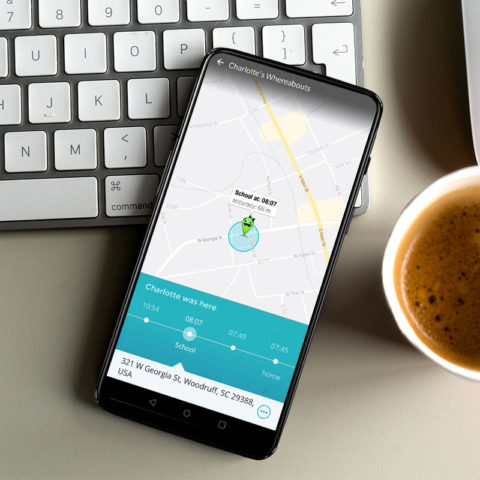 U I O P { [ } ]
H J K L
N M < ,
⌘
command
Charlotte's Whereabouts
School at: 08:07
accuracy: 68 m
W Georgia St
Charlotte was here
10:54 08:07 07:49 07:45
School home
321 W Georgia St, Woodruff, SC 29388,
USA